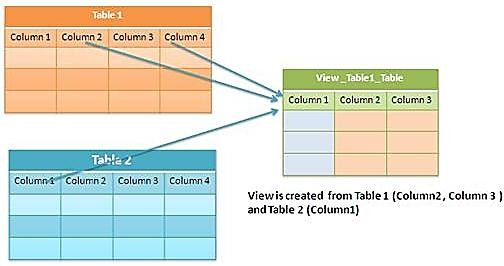 Table 1
Column 1 Column 2 Column 3 Column 4
View_Table1_Table
Column 1 Column 2 Column 3
Table 2
Column 1 Column 2 Column 3 Column 4
View is created from Table 1 (Column2, Column 3 )
and Table 2 (Column1)